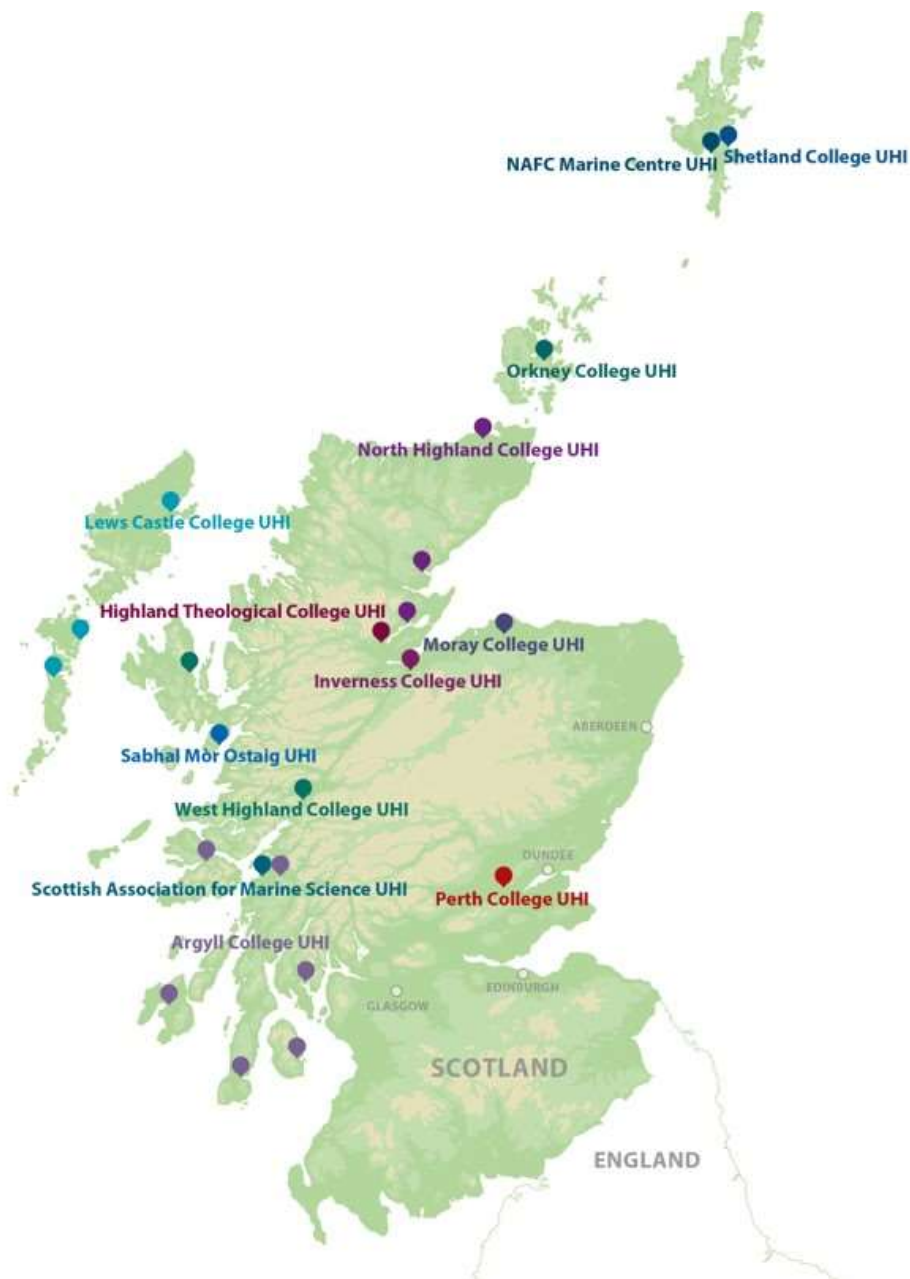 NAFC Marine Centre UHI
Shetland College UHI
Orkney College UHI
North Highland College UHI
Lews Castle College UHI
Highland Theological College UHI
Moray College UHI
Inverness College UHI
ABERDEEN
Sabhal Mòr Ostaig UHI
West Highland College UHI
DUNDEE
Scottish Association for Marine Science UHI
Perth College UHI
Argyll College UHI
EDINBURGH
GLASGOW
SCOTLAND
ENGLAND